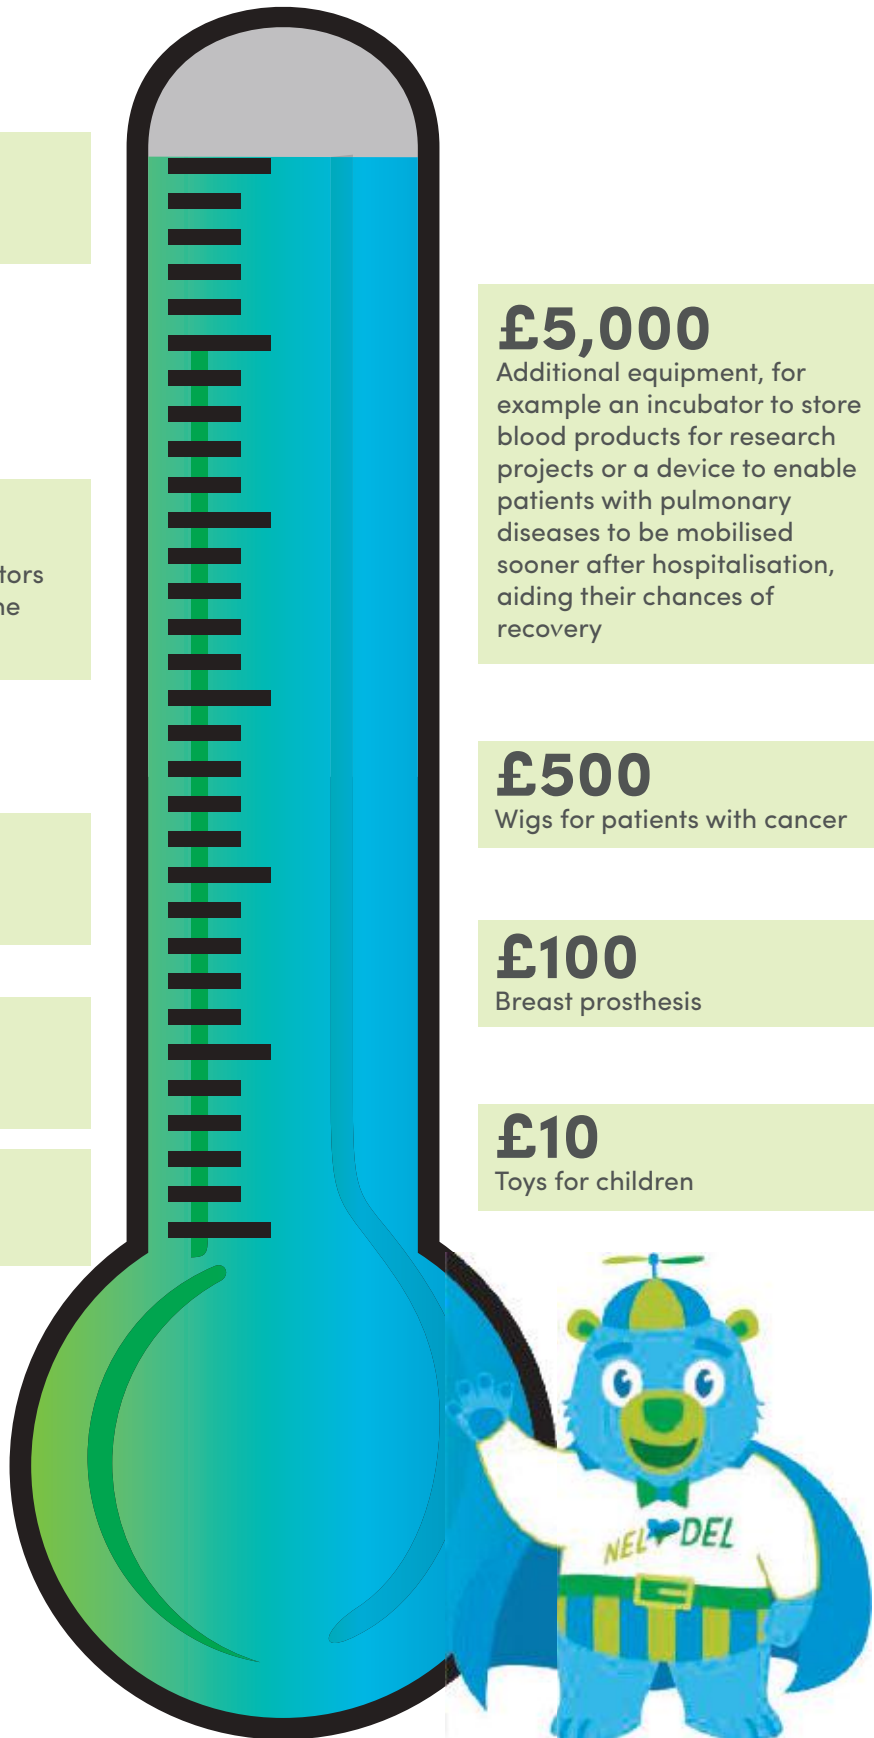 tors
ne
£5,000
Additional equipment, for
example an incubator to store
blood products for research
projects or a device to enable
patients with pulmonary
diseases to be mobilised
sooner after hospitalisation,
aiding their chances of
recovery
£500
Wigs for patients with cancer
£100
Breast prosthesis
£10
Toys for children
NEL DEL